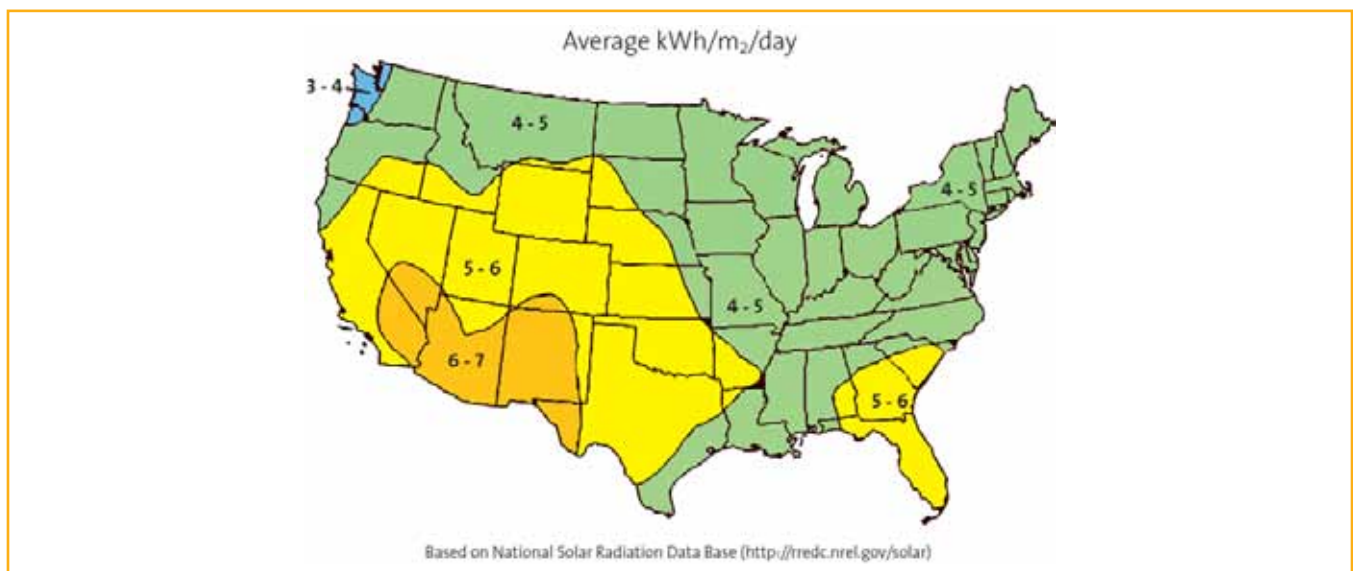 Average kWh/m₂/day
3 - 4
4 - 5
4 - 5
5 - 6
4 - 5
6 - 7
5 - 6
Based on National Solar Radiation Data Base (http://rredc.nrel.gov/solar)